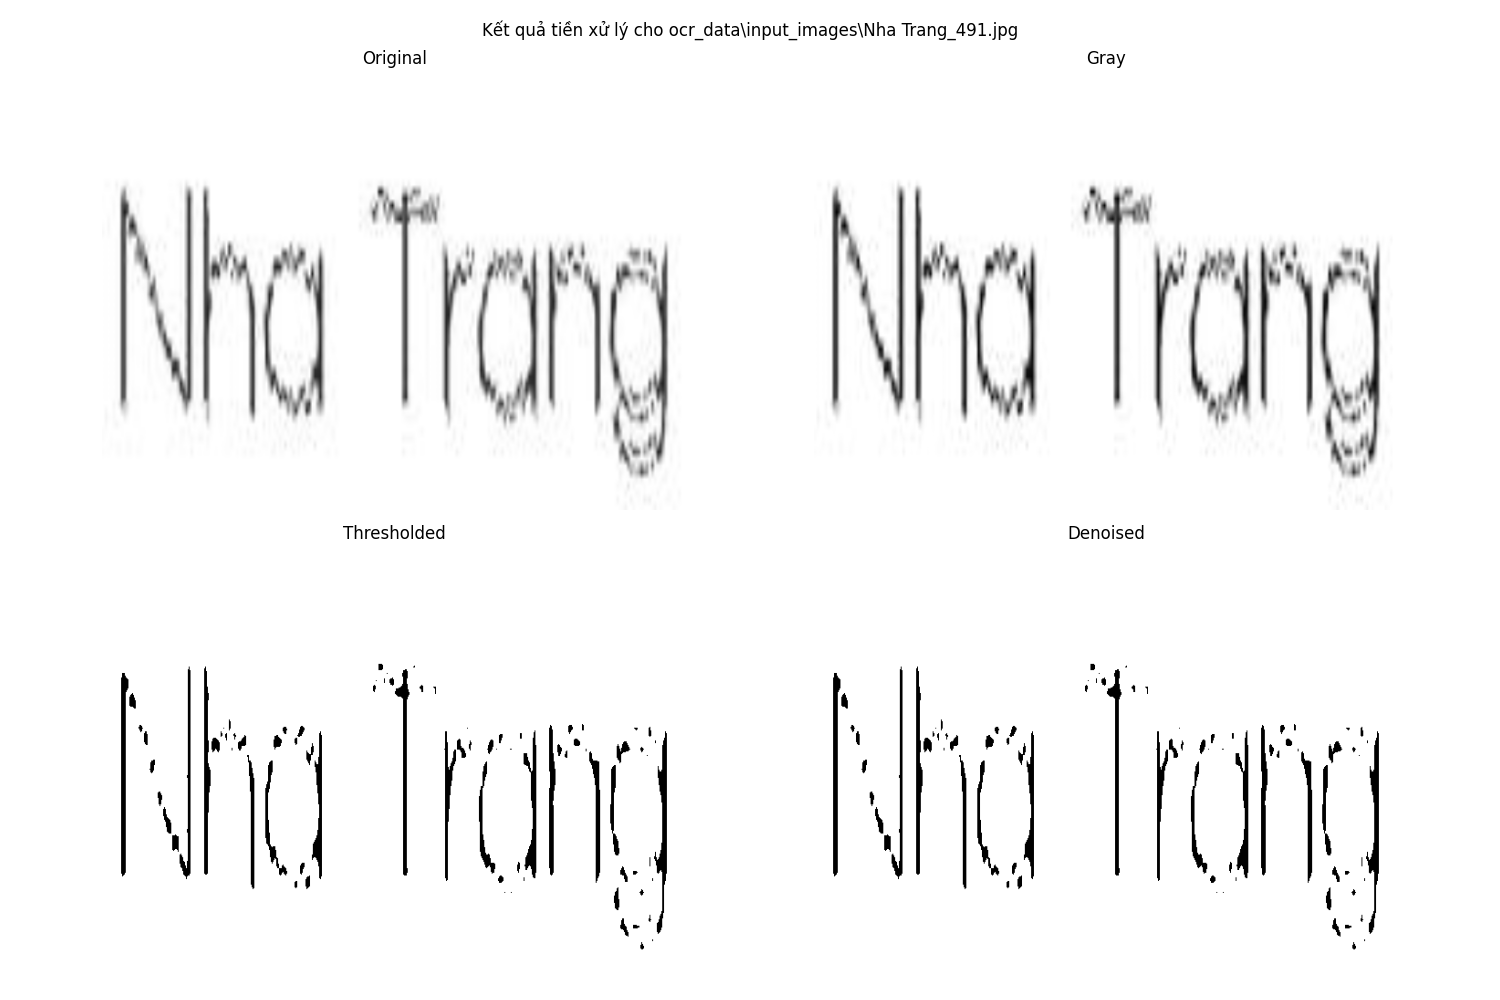 Kết quả tiền xử lý cho ocr_data\input_images\Nha Trang_491.jpg
Original
Gray
Nha Trang
Nha Trang
Thresholded
Denoised
Nha Trang
Nha Trang